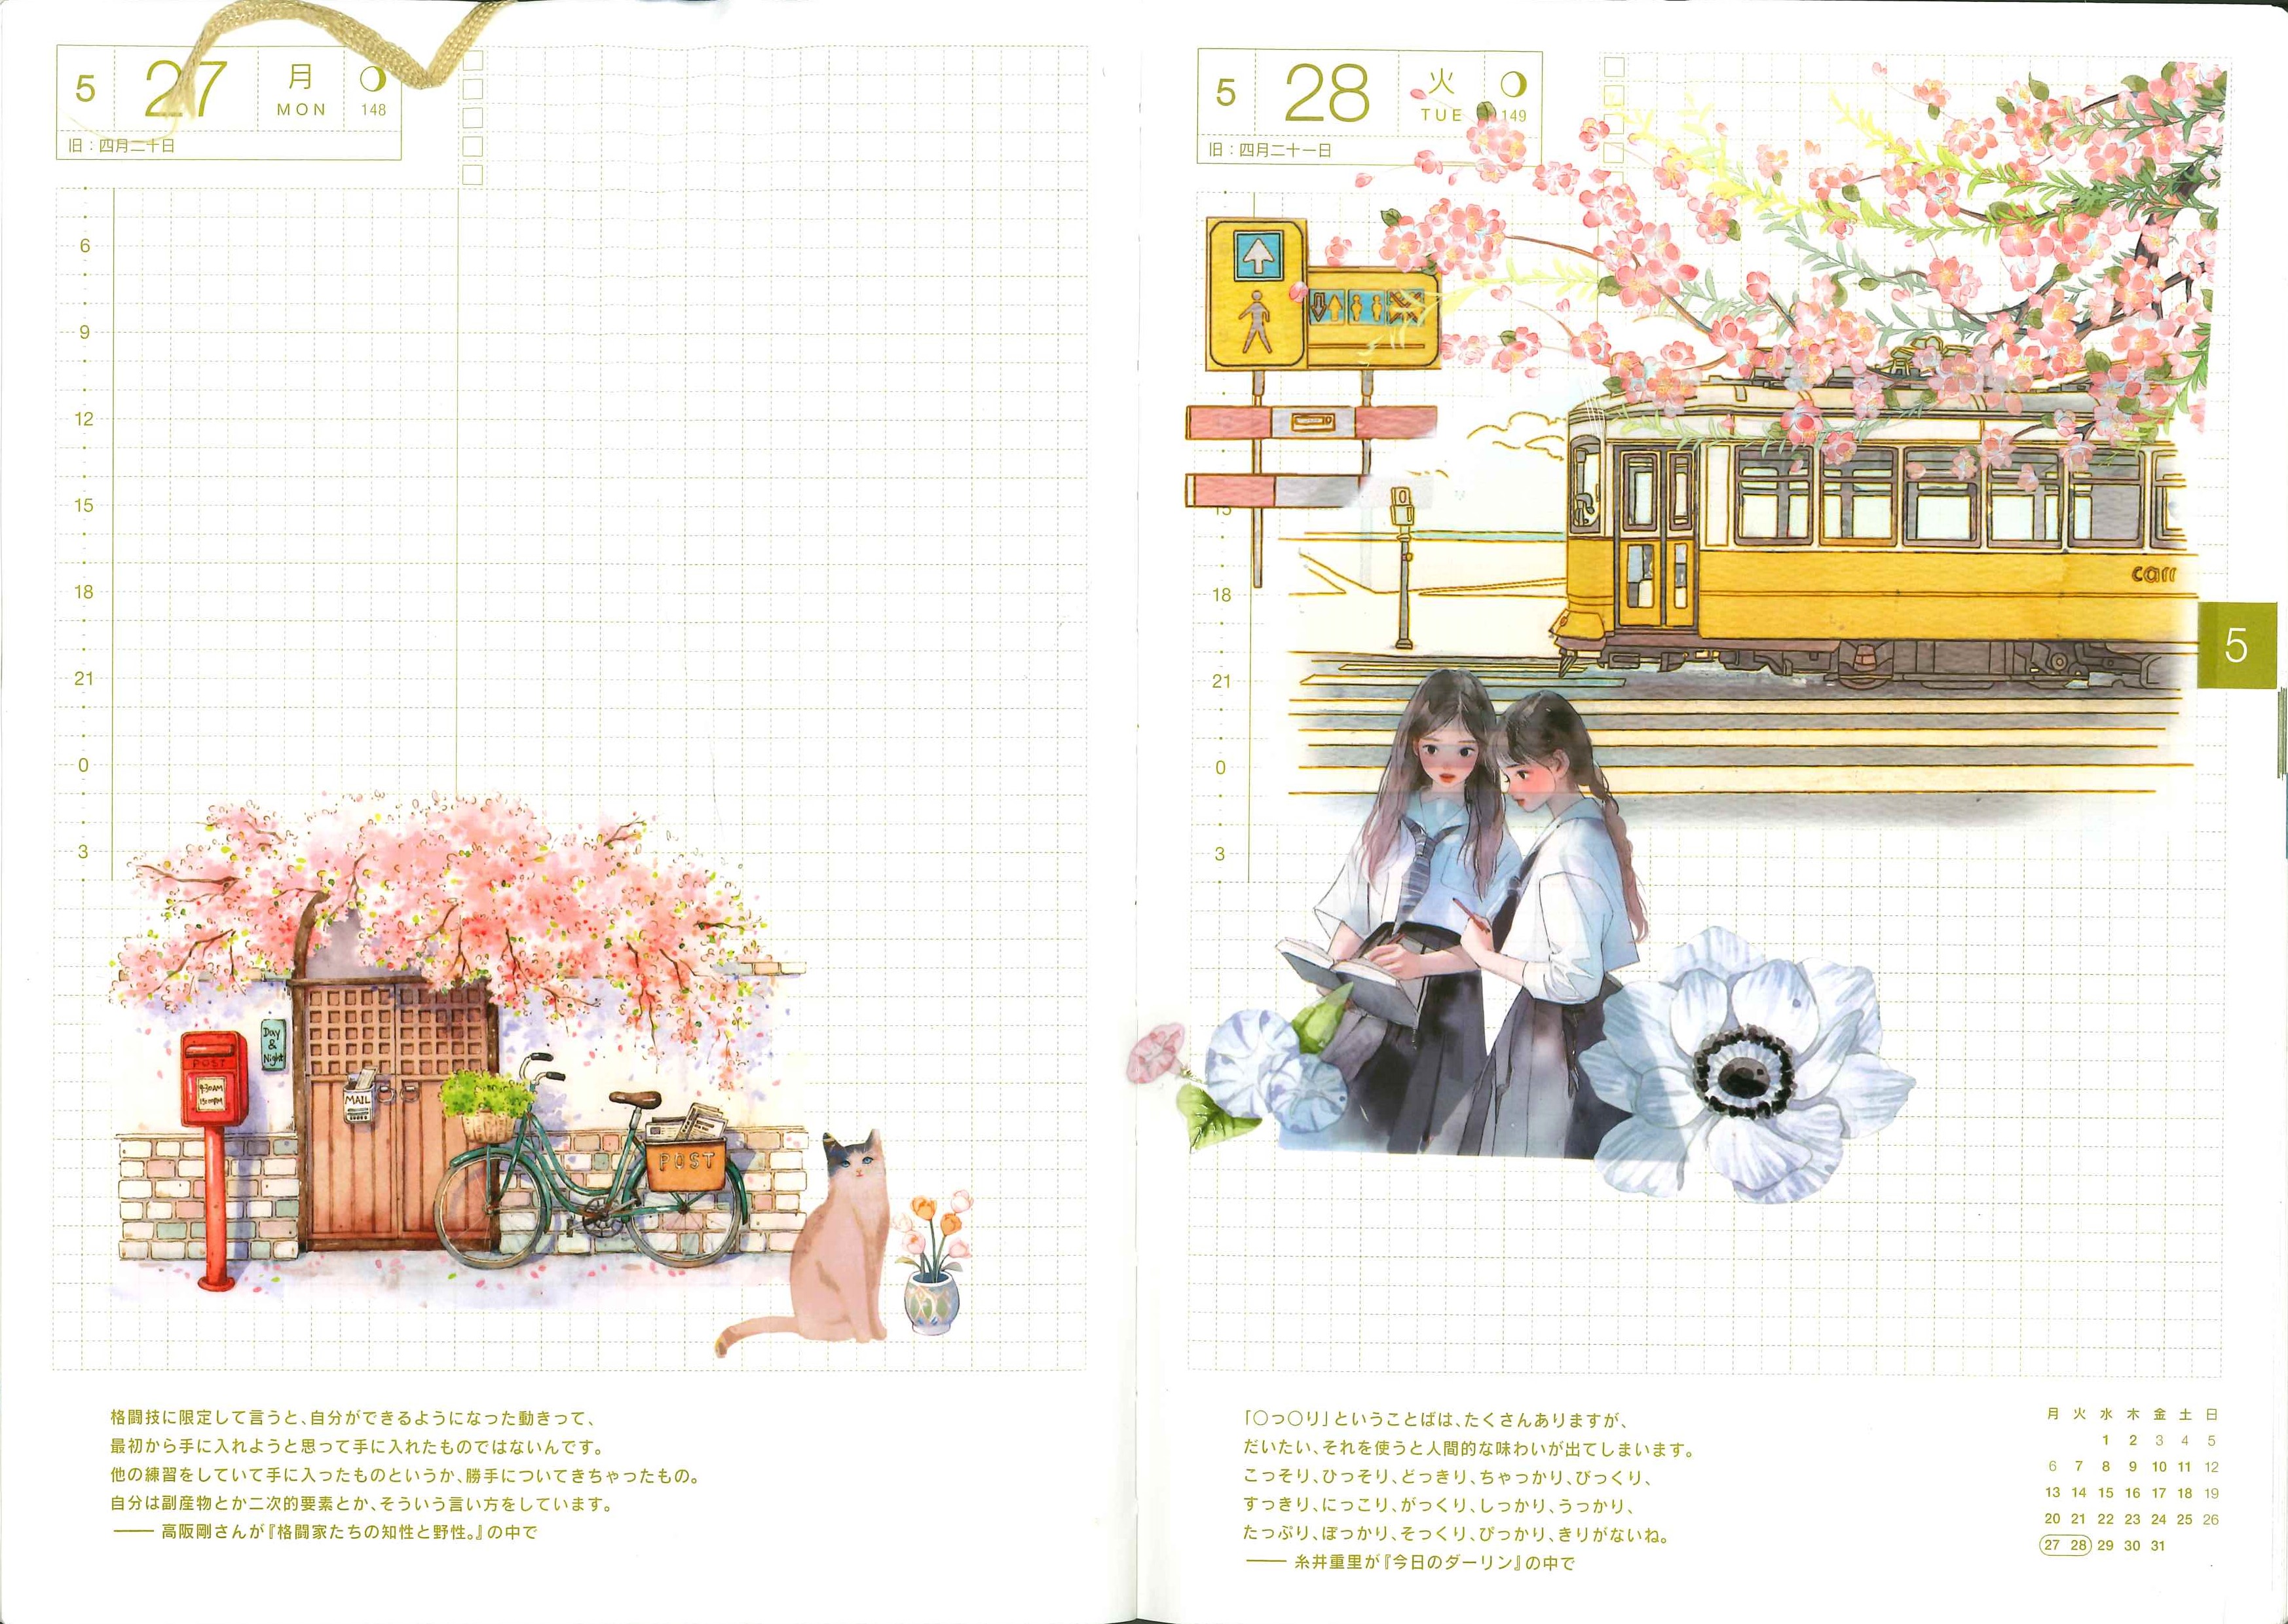 5 27 月 MON 148
旧：四月二十日
6
9
12
15
18
21
0
3
Day
&
Night
POST
9:30AM
MAIL
POST
格闘技に限定して言うと、自分ができるようになった動きって、
最初から手に入れようと思って手に入れたものではないんです。
他の練習をしていて手に入ったものというか、勝手についてきちゃったもの。
自分は副産物とか二次的要素とか、そういう言い方をしています。
—— 高阪剛さんが『格闘家たちの知性と野性。』の中で
5 28 火 TUE 149
旧：四月二十一日
15
18
21
0
3
carr
5
「〇っ〇り」ということばは、たくさんありますが、
だいたい、それを使うと人間的な味わいが出てしまいます。
こっそり、ひっそり、どっきり、ちゃっかり、びっくり、
すっきり、にっこり、がっくり、しっかり、うっかり、
たっぷり、ぽっかり、そっくり、ぴっかり、きりがないね。
—— 糸井重里が『今日のダーリン』の中で
月 火 水 木 金 土 日
1 2 3 4 5
6 7 8 9 10 11 12
13 14 15 16 17 18 19
20 21 22 23 24 25 26
27 28 29 30 31